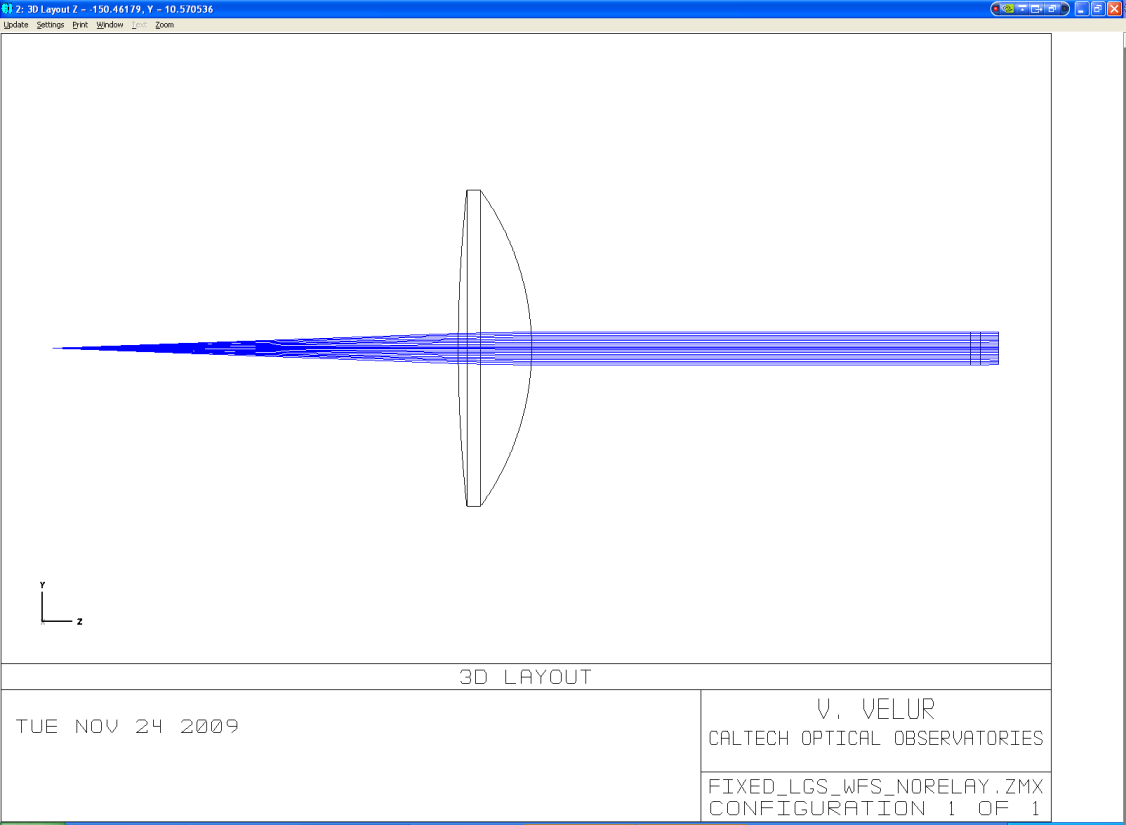 2: 3D Layout Z = -150.46179, Y = 10.570536
Update Settings Print Window Text Zoom
Y
Z
3D LAYOUT
TUE NOV 24 2009
V. VELUR
CALTECH OPTICAL OBSERVATORIES
FIXED_LGS_WFS_NORELAY.ZMX
CONFIGURATION 1 OF 1